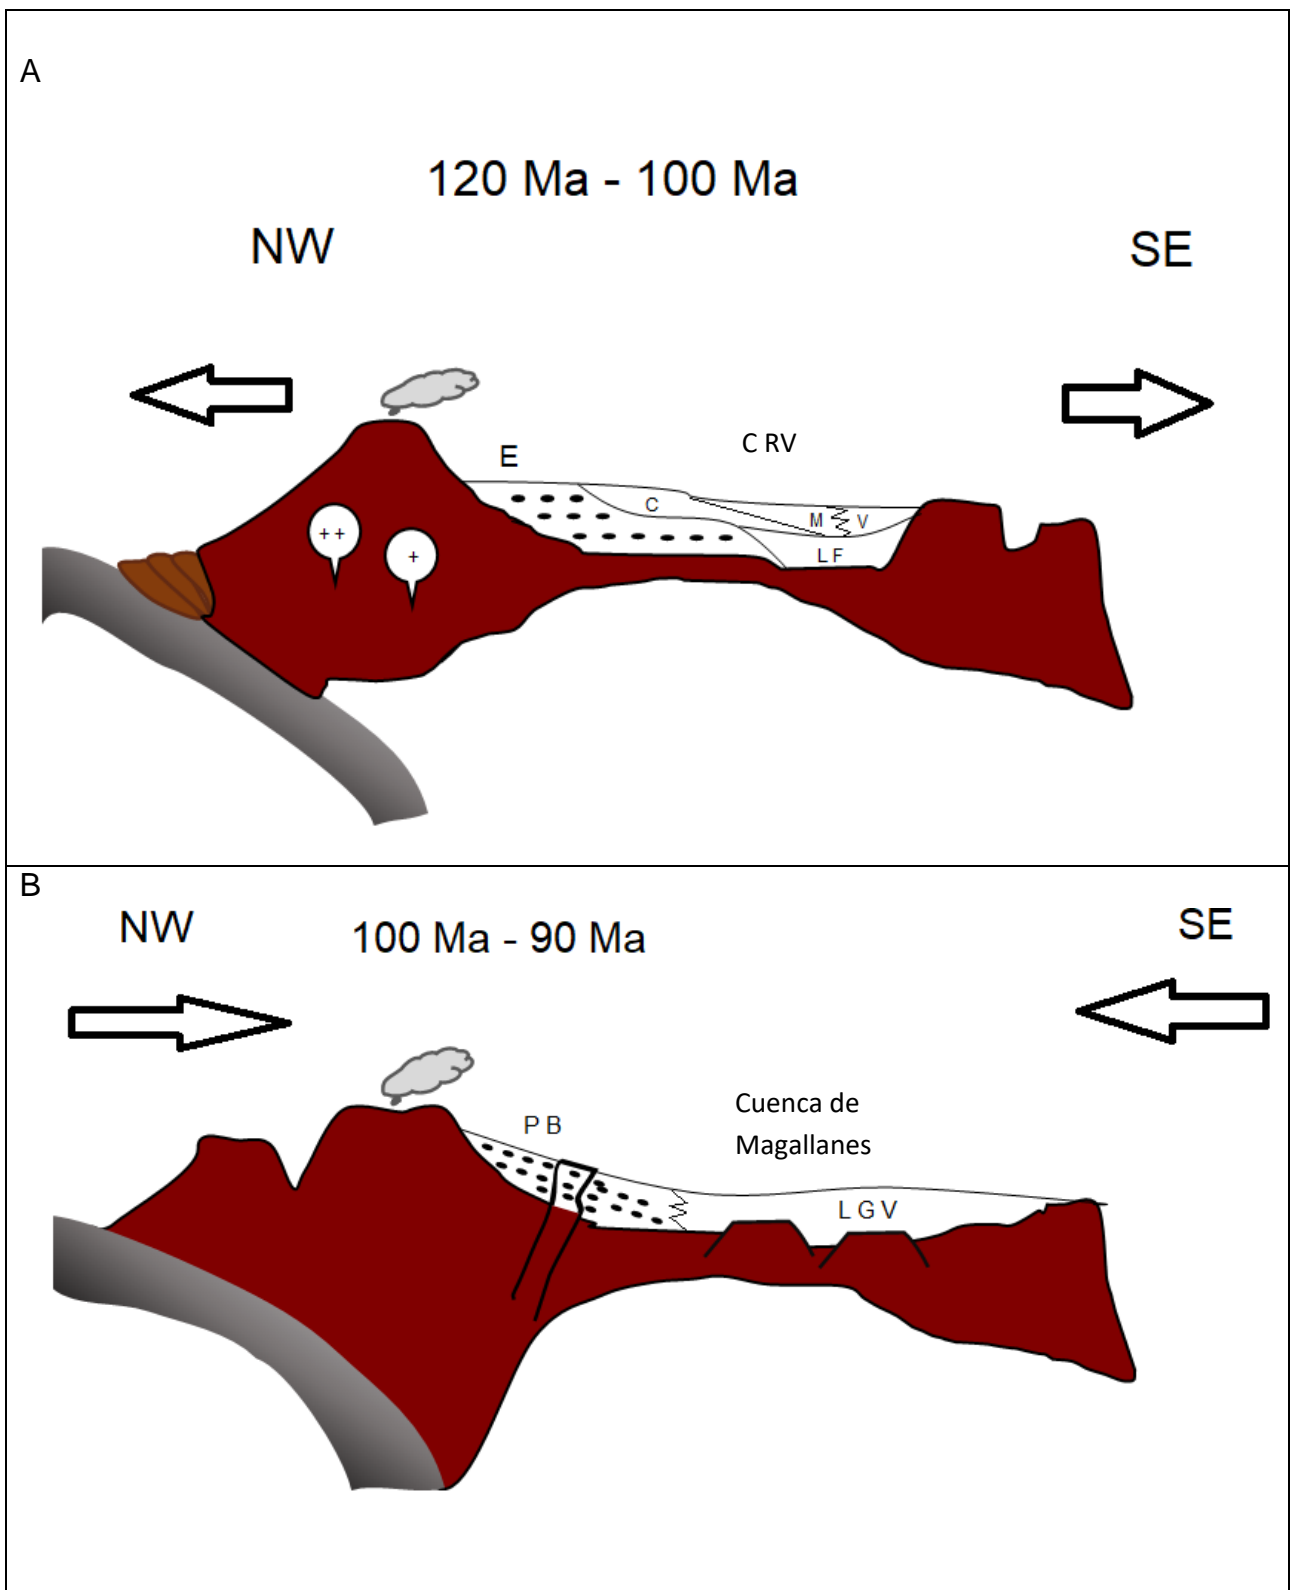 A
120 Ma - 100 Ma
NW
SE
C RV
E
C
M
V
L F
++
+
B
NW
100 Ma - 90 Ma
SE
P B
Cuenca de
Magallanes
L G V